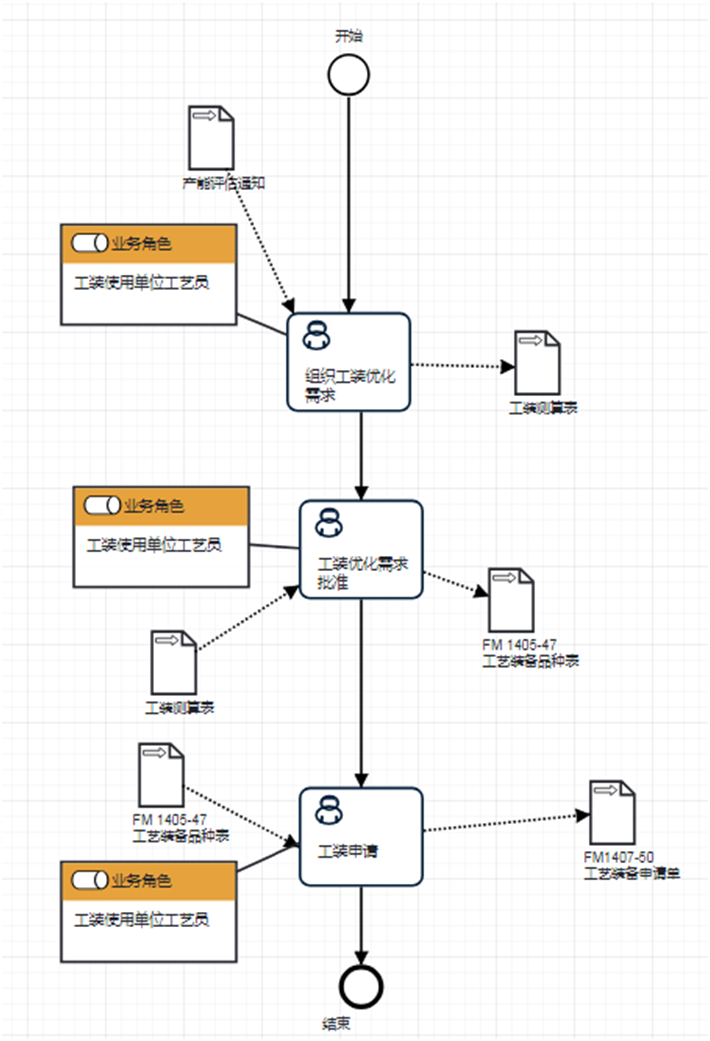 开始
产能评估通知
业务角色
工装使用单位工艺员
组织工装优化
需求
工装测算表
业务角色
工装使用单位工艺员
工装优化需求
批准
FM 1405-47
工艺装备品种表
工装测算表
FM 1405-47
工艺装备品种表
工装申请
FM1407-50
工艺装备申请单
业务角色
工装使用单位工艺员
结束